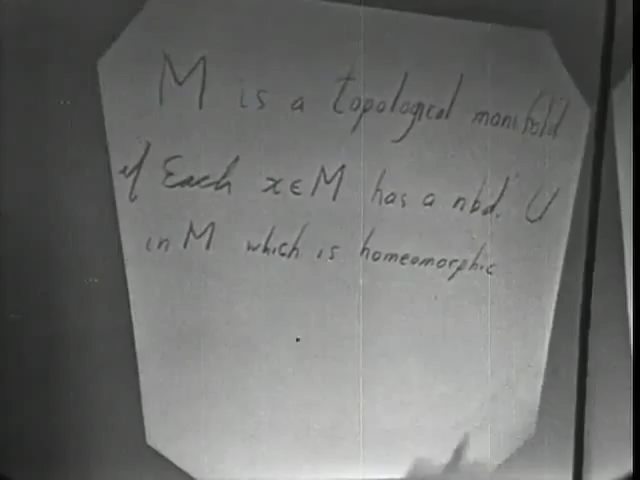 M is a topological manifold
if Each x∈M has a nbd. U
in M which is homeomorphic